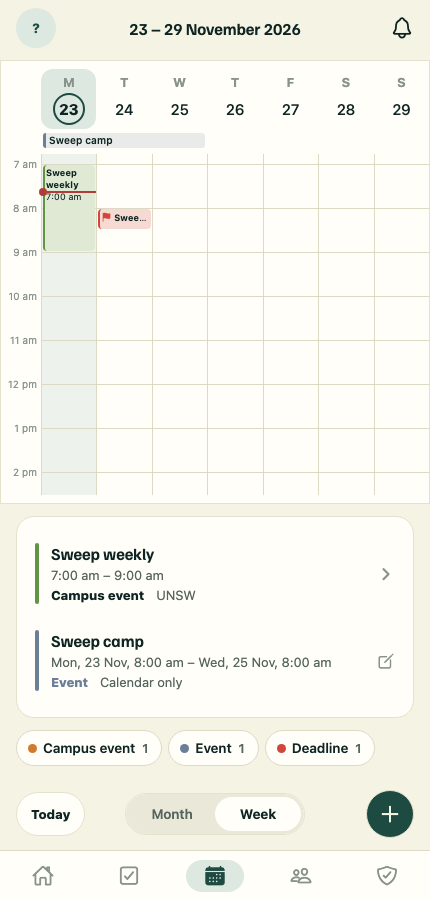 ?
23 – 29 November 2026
M T W T F S S
23 24 25 26 27 28 29
Sweep camp
7 am
Sweep
weekly
7:00 am
8 am
Swee...
9 am
10 am
11 am
12 pm
1 pm
2 pm
Sweep weekly
7:00 am – 9:00 am
Campus event UNSW
Sweep camp
Mon, 23 Nov, 8:00 am – Wed, 25 Nov, 8:00 am
Event Calendar only
Campus event 1 Event 1 Deadline 1
Today Month Week